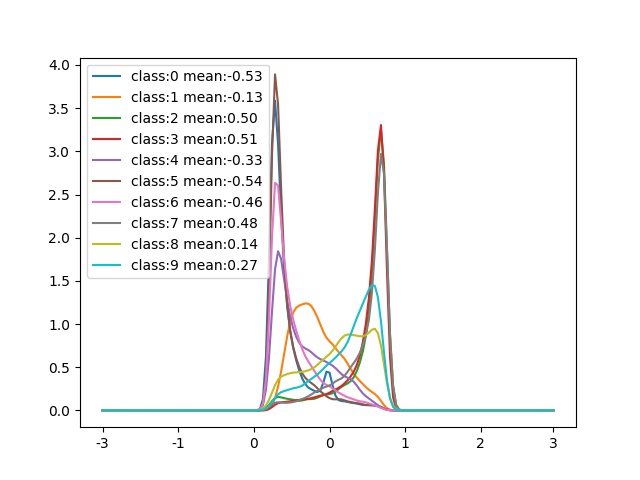 4.0
3.5
3.0
2.5
2.0
1.5
1.0
0.5
0.0
class:0 mean:-0.53
class:1 mean:-0.13
class:2 mean:0.50
class:3 mean:0.51
class:4 mean:-0.33
class:5 mean:-0.54
class:6 mean:-0.46
class:7 mean:0.48
class:8 mean:0.14
class:9 mean:0.27
-3 -1 0 0 1 2 3